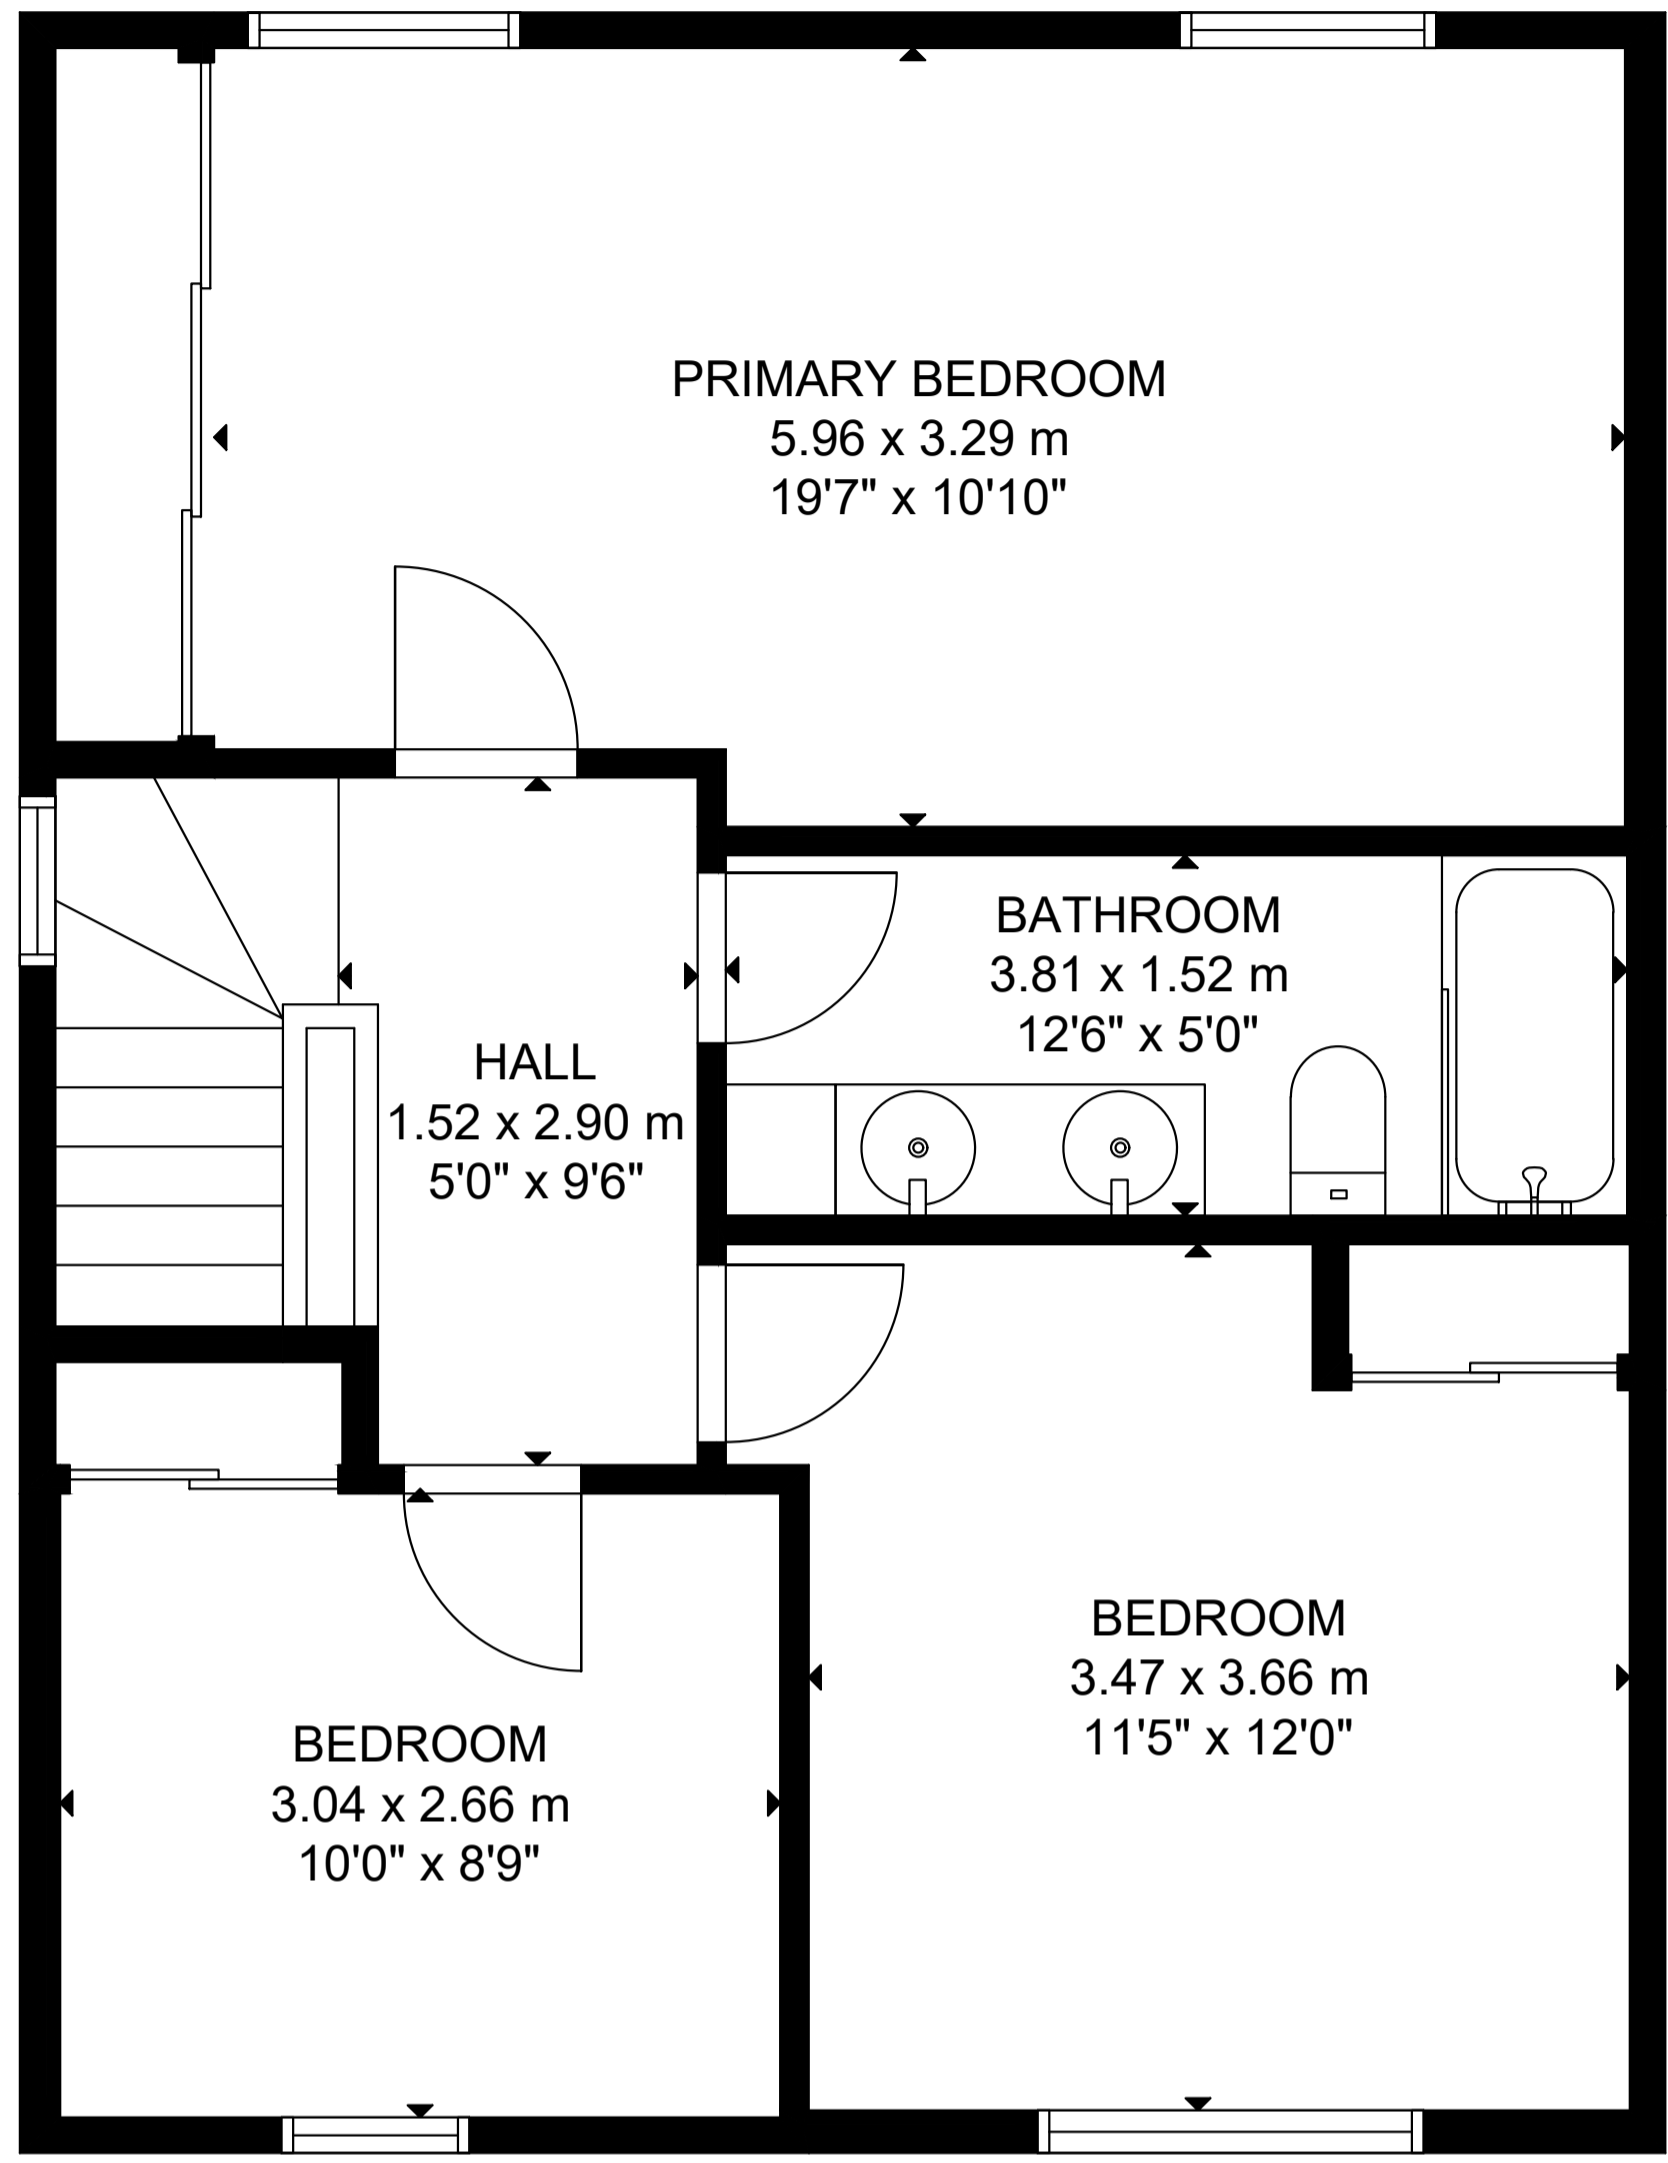 PRIMARY BEDROOM
5.96 x 3.29 m
19'7" x 10'10"
BATHROOM
3.81 x 1.52 m
12'6" x 5'0"
HALL
1.52 x 2.90 m
5'0" x 9'6"
BEDROOM
3.47 x 3.66 m
11'5" x 12'0"
BEDROOM
3.04 x 2.66 m
10'0" x 8'9"